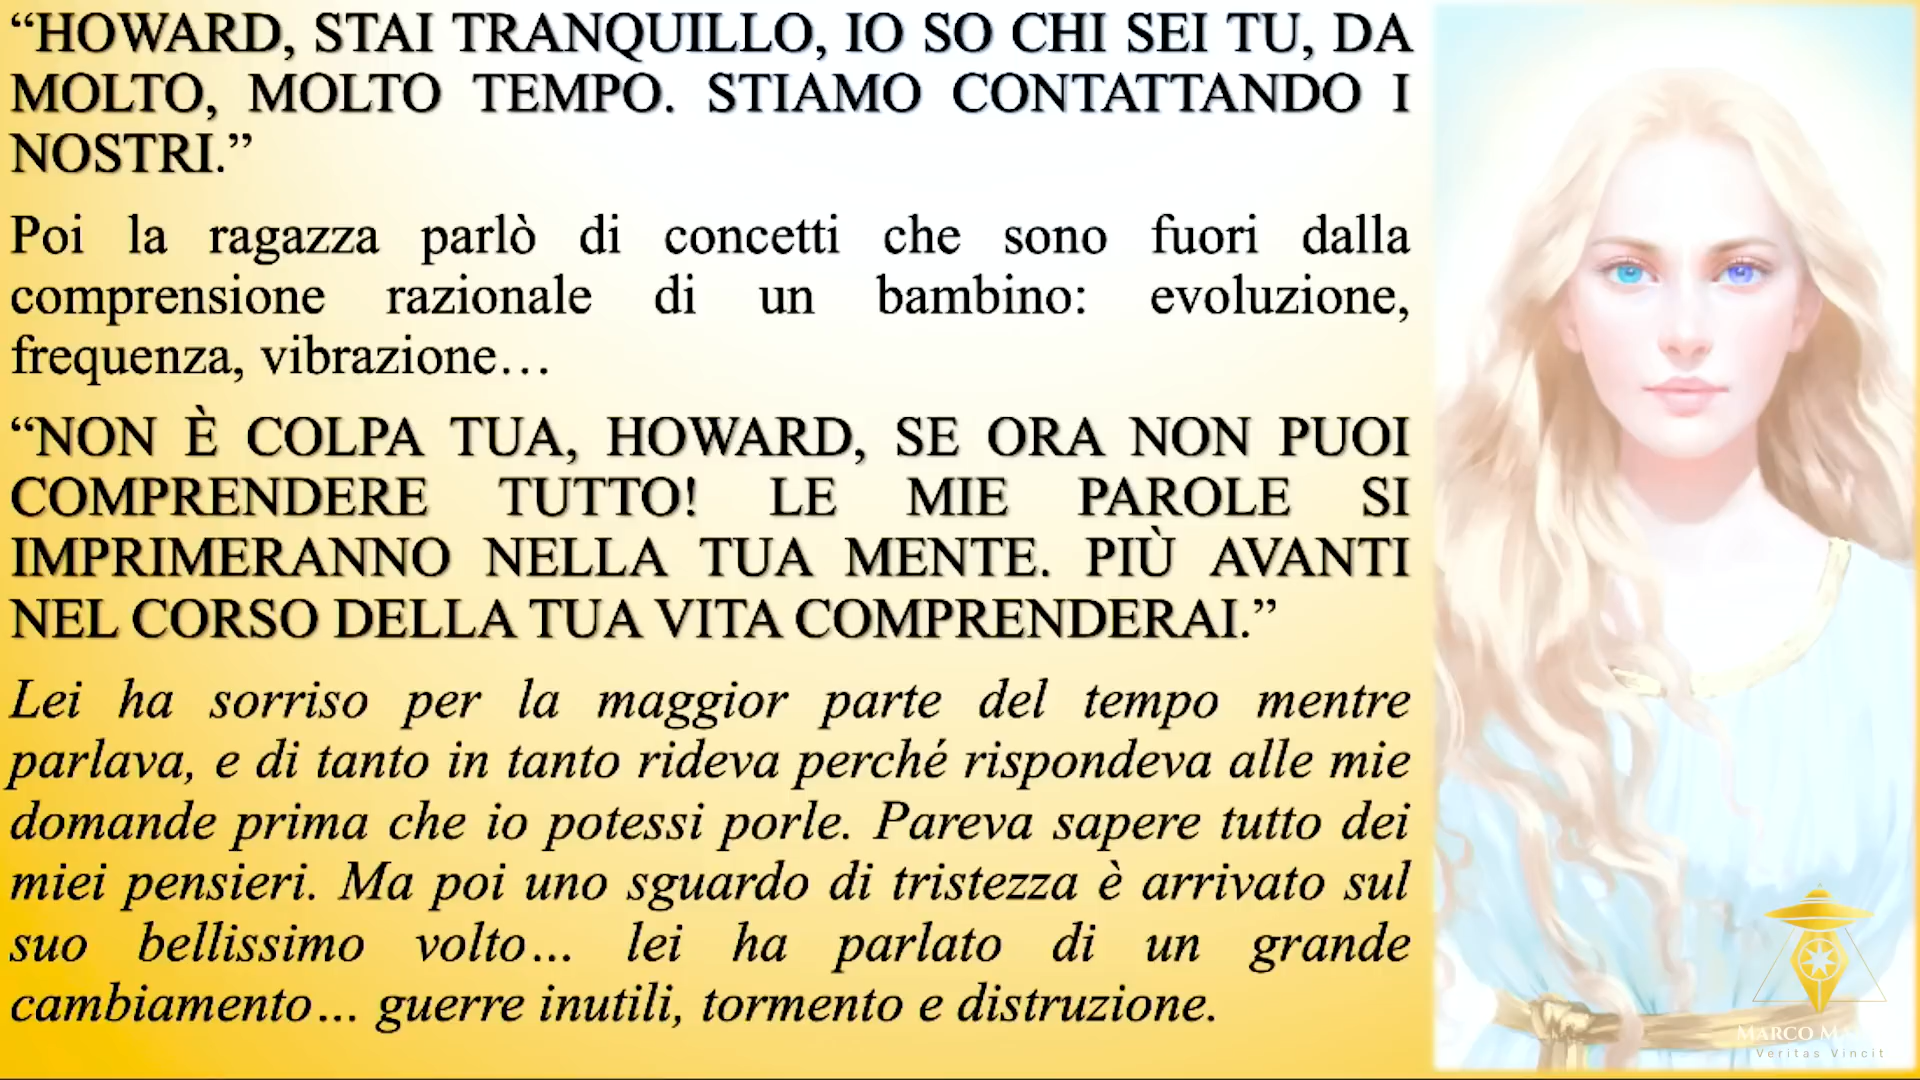 “HOWARD, STAI TRANQUILLO, IO SO CHI SEI TU, DA
MOLTO, MOLTO TEMPO. STIAMO CONTATTANDO I
NOSTRI.”
Poi la ragazza parlò di concetti che sono fuori dalla
comprensione razionale di un bambino: evoluzione,
frequenza, vibrazione…
“NON È COLPA TUA, HOWARD, SE ORA NON PUOI
COMPRENDERE TUTTO! LE MIE PAROLE SI
IMPRIMERANNO NELLA TUA MENTE. PIÙ AVANTI
NEL CORSO DELLA TUA VITA COMPRENDERAI.”
Lei ha sorriso per la maggior parte del tempo mentre
parlava, e di tanto in tanto rideva perché rispondeva alle mie
domande prima che io potessi porle. Pareva sapere tutto dei
miei pensieri. Ma poi uno sguardo di tristezza è arrivato sul
suo bellissimo volto… lei ha parlato di un grande
cambiamento… guerre inutili, tormento e distruzione.
MARCO
Veritas Vincit